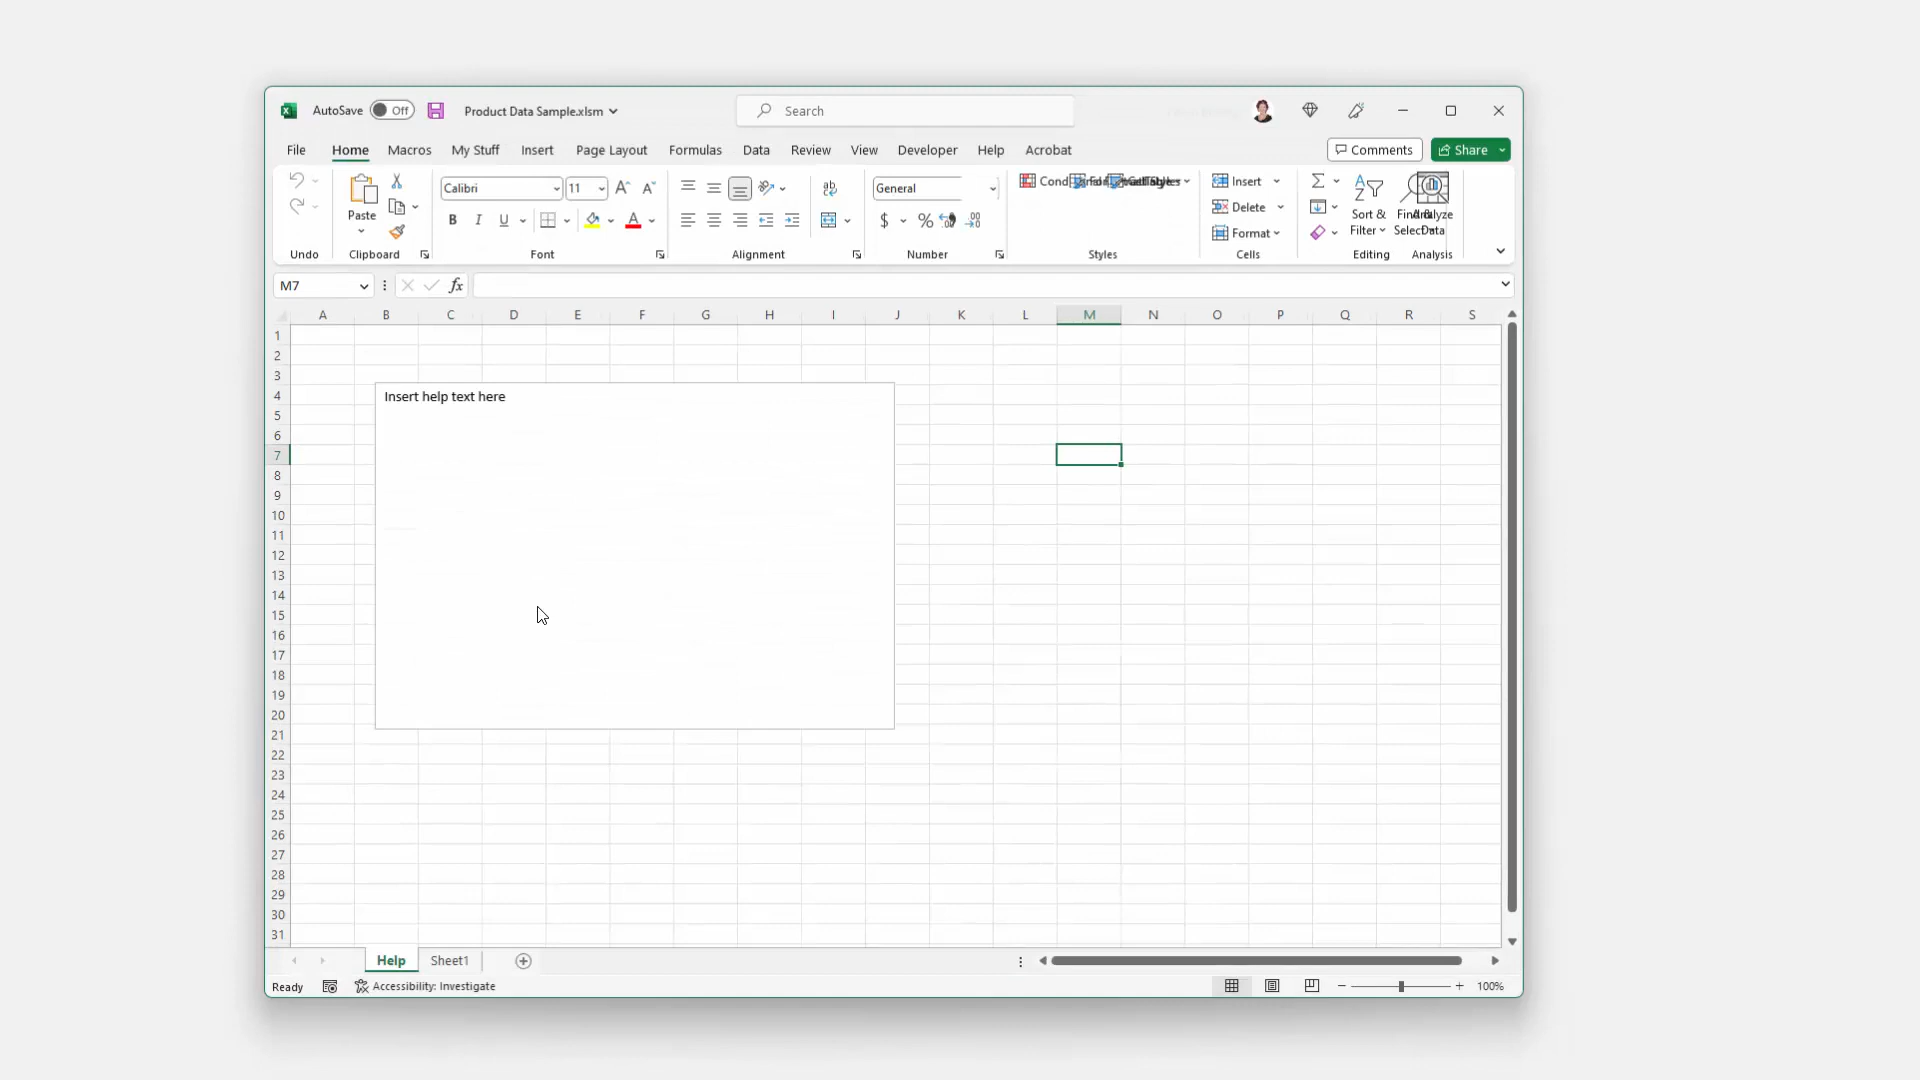 AutoSave Off Product Data Sample.xlsm Search
File Home Macros My Stuff Insert Page Layout Formulas Data Review View Developer Help Acrobat Comments Share
Calibri 11 General Insert
Paste Delete Sort & Analyze
B I U $ % Format Filter Select Data
Undo Clipboard Font Alignment Number Styles Cells Editing Analysis
M7 fx
A B C D E F G H I J K L M N O P Q R S
1
2
3
4 Insert help text here
5
6
7
8
9
10
11
12
13
14
15
16
17
18
19
20
21
22
23
24
25
26
27
28
29
30
31
Help Sheet1
Ready Accessibility: Investigate 100%